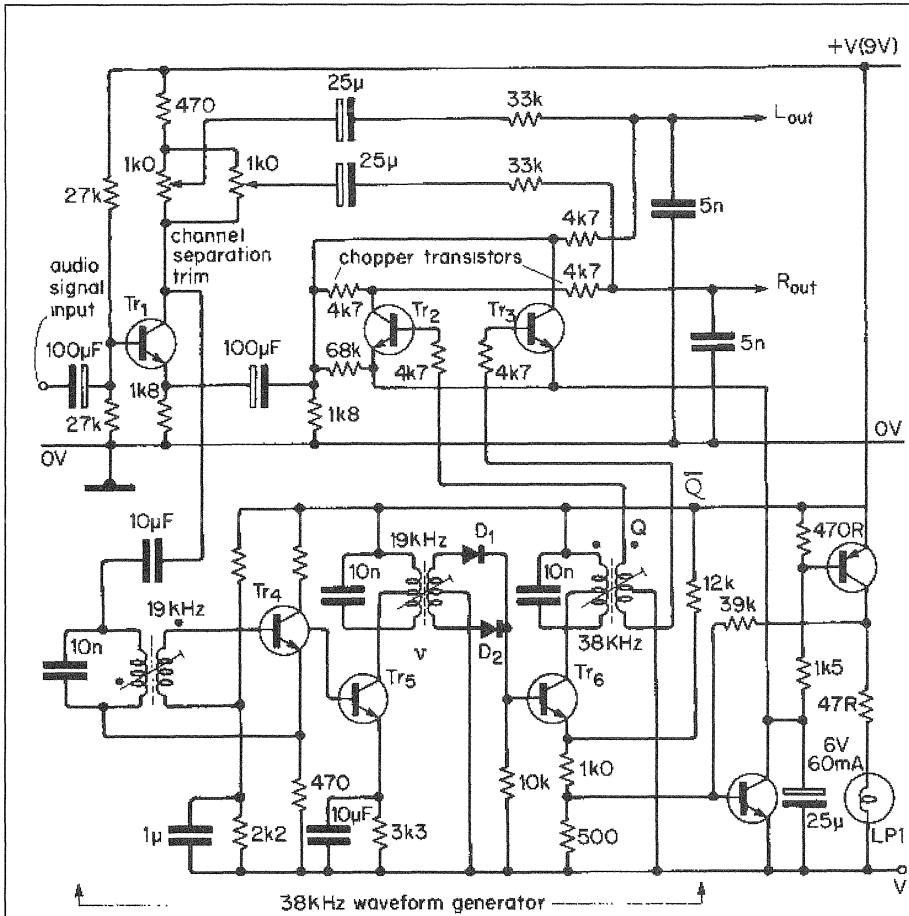 +V(9V)
25µ
33k
470
L out
1k0
1k0
25µ
33k
27k
5n
4k7
channel
separation
trim
chopper transistors
audio
signal
input
4k7
R out
Tr1
4k7
Tr2
Tr3
100µF
100µF
68k
4k7
4k7
5n
1k8
27k
1k8
0V
0V
Q
10µF
19KHz
D1
Q
470R
10n
10n
12k
Tr4
39k
19KHz
10n
38KHz
v
D2
1k5
Tr5
Tr6
47R
6V
60mA
470
10k
1k0
10µF
1µ
2k2
3k3
500
25µ
LP1
V
38KHz waveform generator